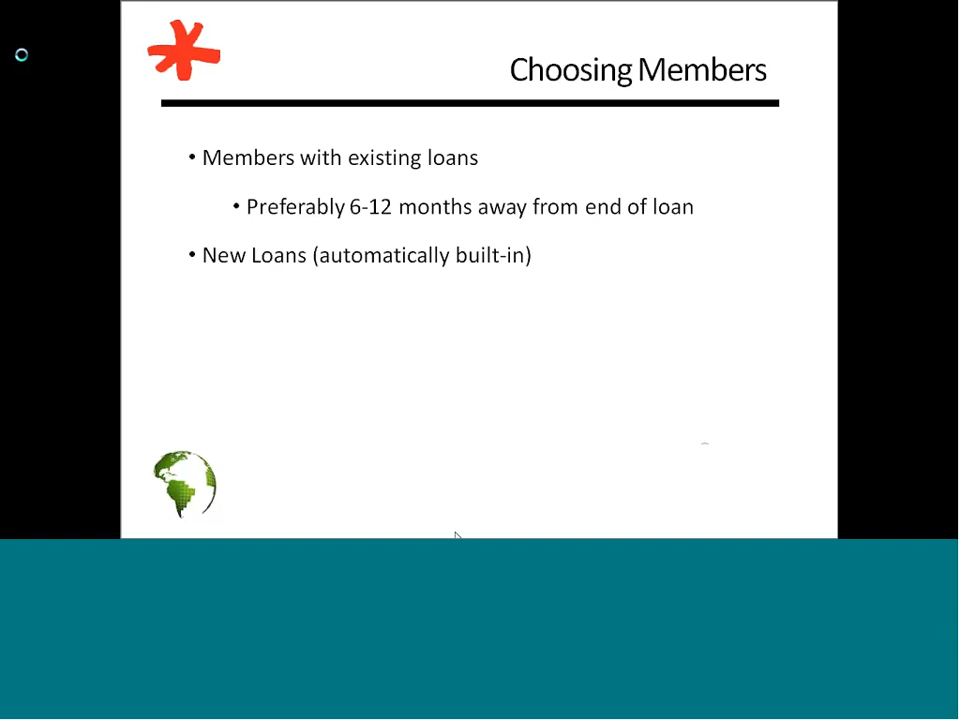 Choosing Members
• Members with existing loans
• Preferably 6-12 months away from end of loan
• New Loans (automatically built-in)